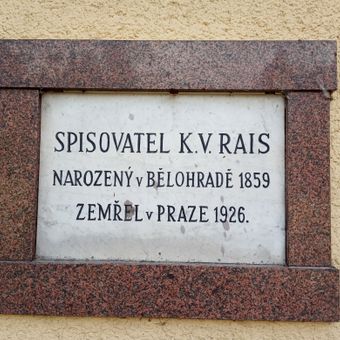 SPISOVATEL K.V. RAIS
NAROZENÝ v BĚLOHRADĚ 1859
ZEMŘEL v PRAZE 1926.